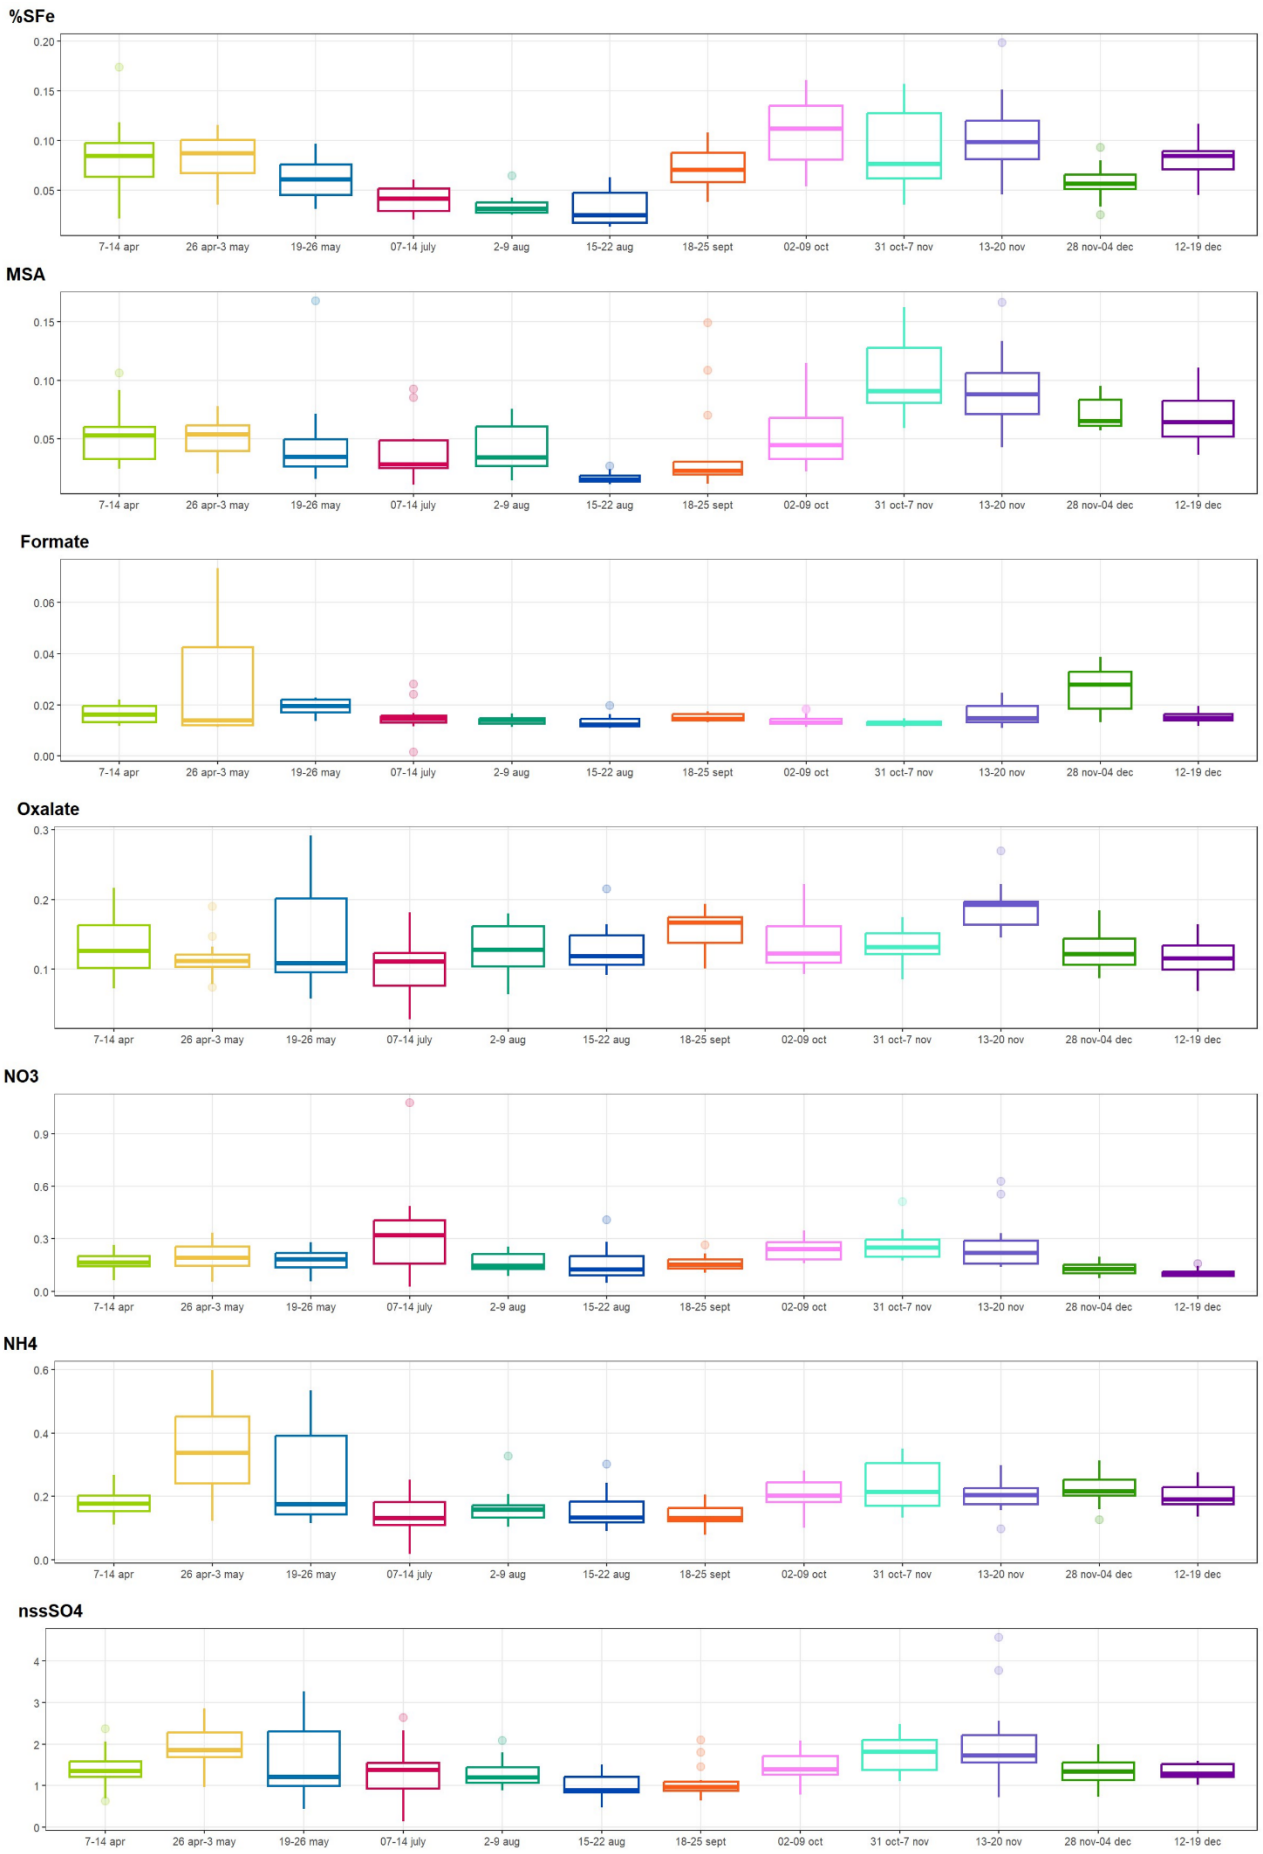 %SFe
0.20
0.15
0.10
0.05
7-14 apr 26 apr-3 may 19-26 may 07-14 july 2-9 aug 15-22 aug 18-25 sept 02-09 oct 31 oct-7 nov 13-20 nov 28 nov-04 dec 12-19 dec
MSA
0.15
0.10
0.05
7-14 apr 26 apr-3 may 19-26 may 07-14 july 2-9 aug 15-22 aug 18-25 sept 02-09 oct 31 oct-7 nov 13-20 nov 28 nov-04 dec 12-19 dec
Formate
0.06
0.04
0.02
0.00
7-14 apr 26 apr-3 may 19-26 may 07-14 july 2-9 aug 15-22 aug 18-25 sept 02-09 oct 31 oct-7 nov 13-20 nov 28 nov-04 dec 12-19 dec
Oxalate
0.3
0.2
0.1
7-14 apr 26 apr-3 may 19-26 may 07-14 july 2-9 aug 15-22 aug 18-25 sept 02-09 oct 31 oct-7 nov 13-20 nov 28 nov-04 dec 12-19 dec
NO3
0.9
0.6
0.3
0.0
7-14 apr 26 apr-3 may 19-26 may 07-14 july 2-9 aug 15-22 aug 18-25 sept 02-09 oct 31 oct-7 nov 13-20 nov 28 nov-04 dec 12-19 dec
NH4
0.6
0.4
0.2
0.0
7-14 apr 26 apr-3 may 19-26 may 07-14 july 2-9 aug 15-22 aug 18-25 sept 02-09 oct 31 oct-7 nov 13-20 nov 28 nov-04 dec 12-19 dec
nssSO4
4
3
2
1
0
7-14 apr 26 apr-3 may 19-26 may 07-14 july 2-9 aug 15-22 aug 18-25 sept 02-09 oct 31 oct-7 nov 13-20 nov 28 nov-04 dec 12-19 dec